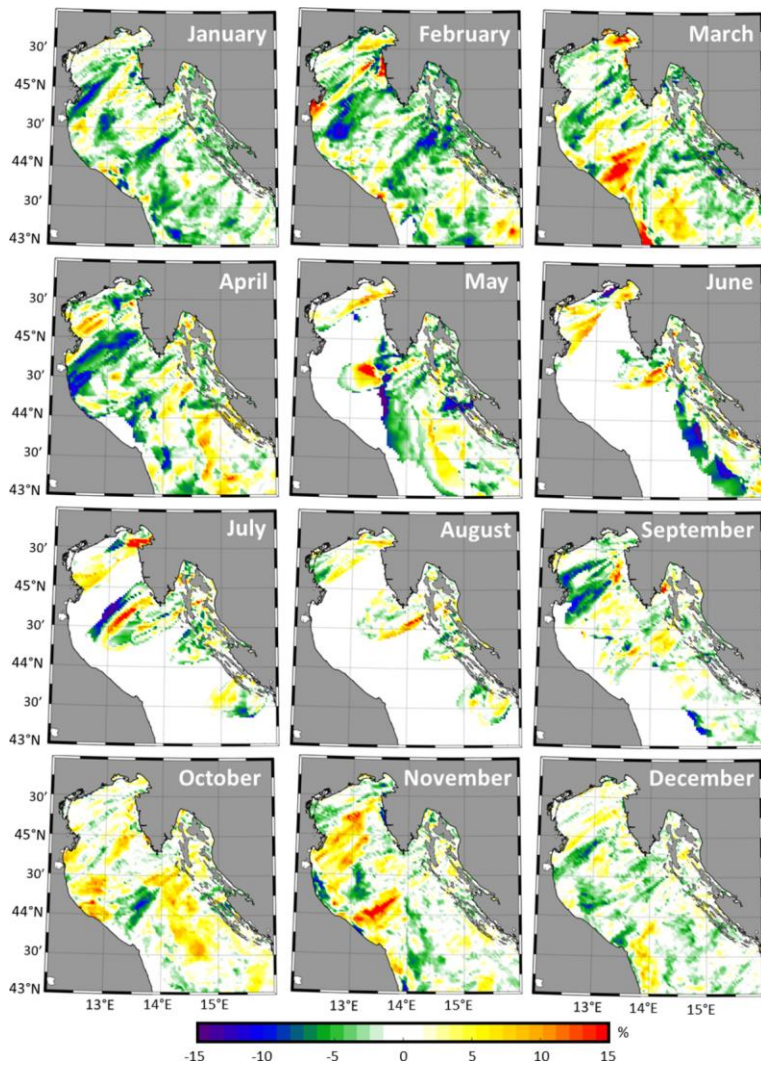 January February March
30’
45°N
30’
44°
30’
43°N
April May June
30’
45°N
30’
44°
30’
43°N
July August September
30’
45°N
30’
44°
30’
43°N
October November December
30’
45°N
30’
44°
30’
43°N
13°E 14° 15°E 13°E 14° 15°E 13°E 14° 15°E
-15 -10 -5 0 5 10 15 %